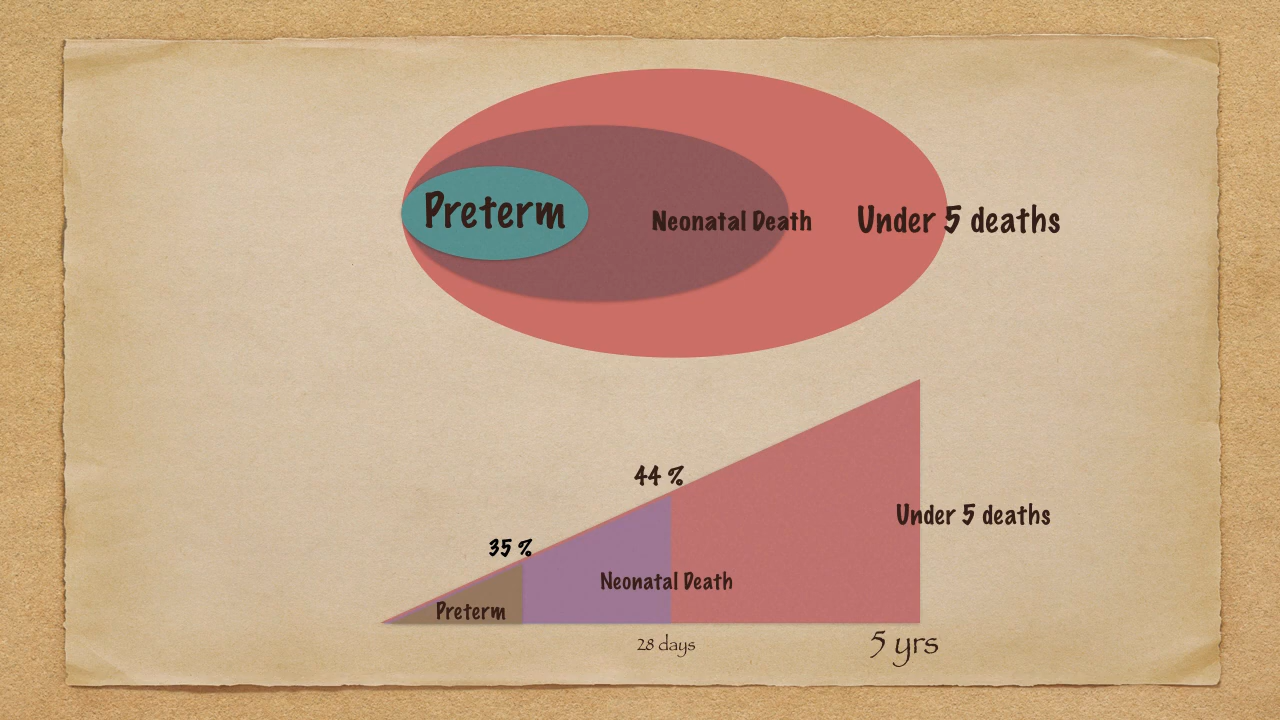 Preterm
Neonatal Death
Under 5 deaths
44 %
35 %
Under 5 deaths
Neonatal Death
Preterm
28 days
5 yrs